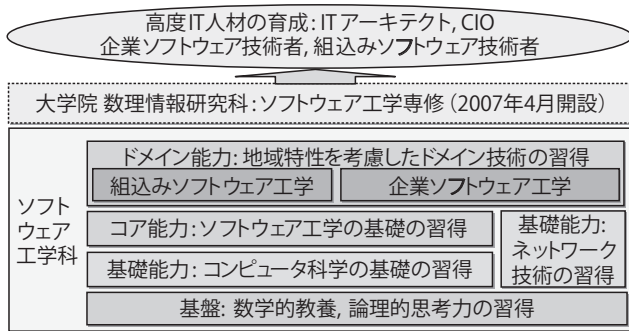 高度IT人材の育成：ITアーキテクト, CIO
企業ソフトウェア技術者, 組込みソフトウェア技術者
大学院 数理情報研究科：ソフトウェア工学専修（2007年4月開設）
ソフト
ウェア
工学科
ドメイン能力: 地域特性を考慮したドメイン技術の習得
組込みソフトウェア工学
企業ソフトウェア工学
コア能力：ソフトウェア工学の基礎の習得
基礎能力：コンピュータ科学の基礎の習得
基礎能力:
ネットワーク
技術の習得
基盤: 数学的教養, 論理的思考力の習得